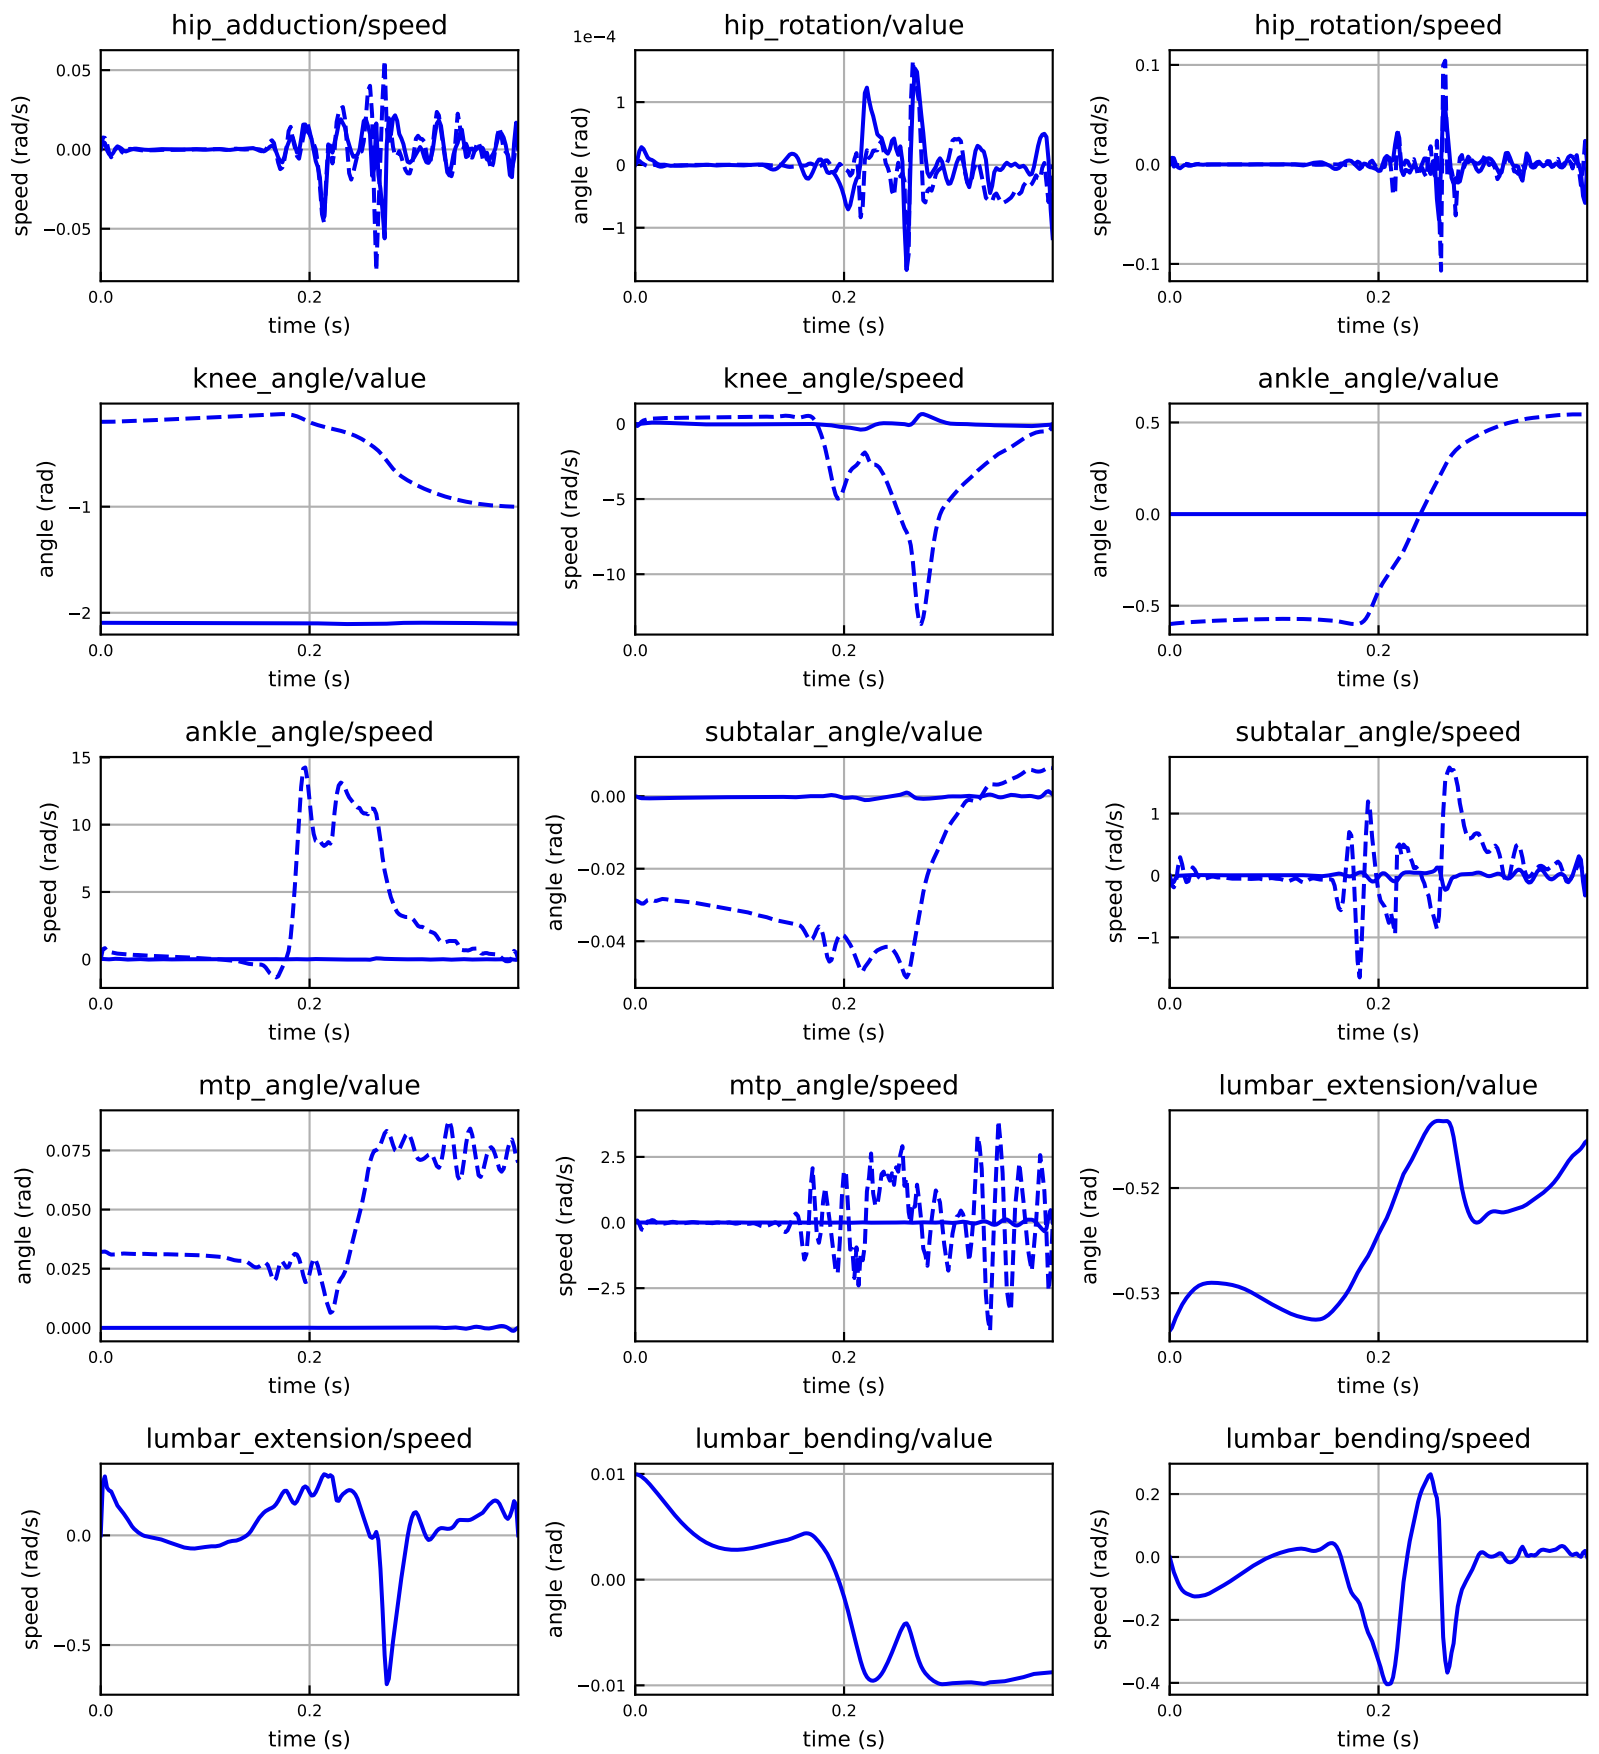 hip_adduction/speed
speed (rad/s)
0.05
0.00
−0.05
0.0
0.2
time (s)
hip_rotation/value
1e−4
angle (rad)
1
0
−1
0.0
0.2
time (s)
hip_rotation/speed
speed (rad/s)
0.1
0.0
−0.1
0.0
0.2
time (s)
knee_angle/value
angle (rad)
−1
−2
0.0
0.2
time (s)
knee_angle/speed
speed (rad/s)
0
−5
−10
0.0
0.2
time (s)
ankle_angle/value
angle (rad)
0.5
0.0
−0.5
0.0
0.2
time (s)
ankle_angle/speed
speed (rad/s)
15
10
5
0
0.0
0.2
time (s)
subtalar_angle/value
angle (rad)
0.00
−0.02
−0.04
0.0
0.2
time (s)
subtalar_angle/speed
speed (rad/s)
1
0
−1
0.0
0.2
time (s)
mtp_angle/value
angle (rad)
0.075
0.050
0.025
0.000
0.0
0.2
time (s)
mtp_angle/speed
speed (rad/s)
2.5
0.0
−2.5
0.0
0.2
time (s)
lumbar_extension/value
angle (rad)
−0.52
−0.53
0.0
0.2
time (s)
lumbar_extension/speed
speed (rad/s)
0.0
−0.5
0.0
0.2
time (s)
lumbar_bending/value
angle (rad)
0.01
0.00
−0.01
0.0
0.2
time (s)
lumbar_bending/speed
speed (rad/s)
0.2
0.0
−0.2
−0.4
0.0
0.2
time (s)